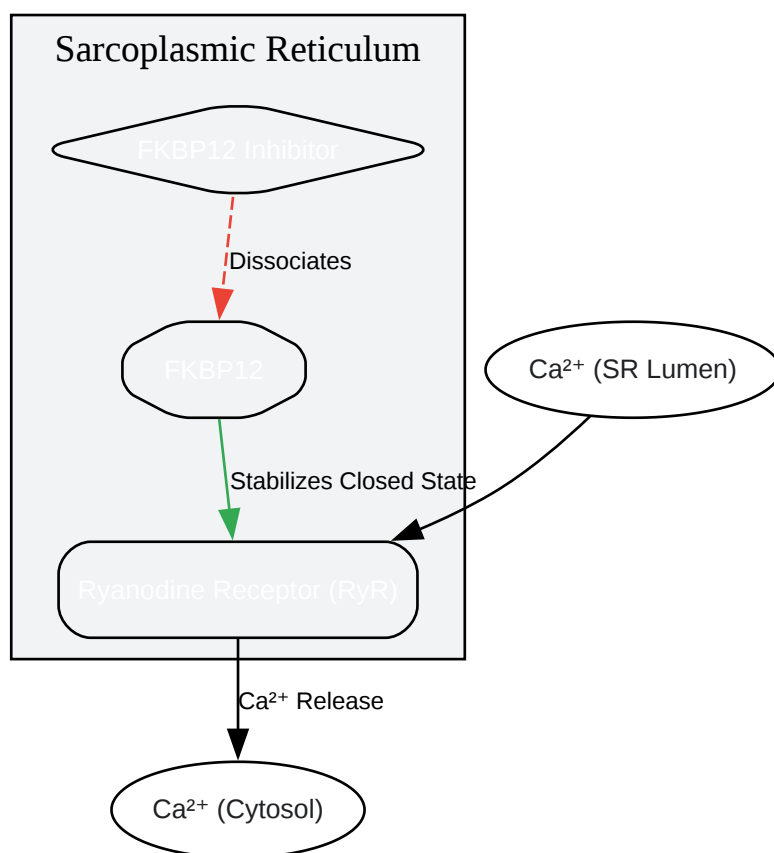 Sarcoplasmic Reticulum
FKBP12 Inhibitor
Dissociates
FKBP12
Ca²⁺ (SR Lumen)
Stabilizes Closed State
Ryanodine Receptor (RyR)
Ca²⁺ Release
Ca²⁺ (Cytosol)